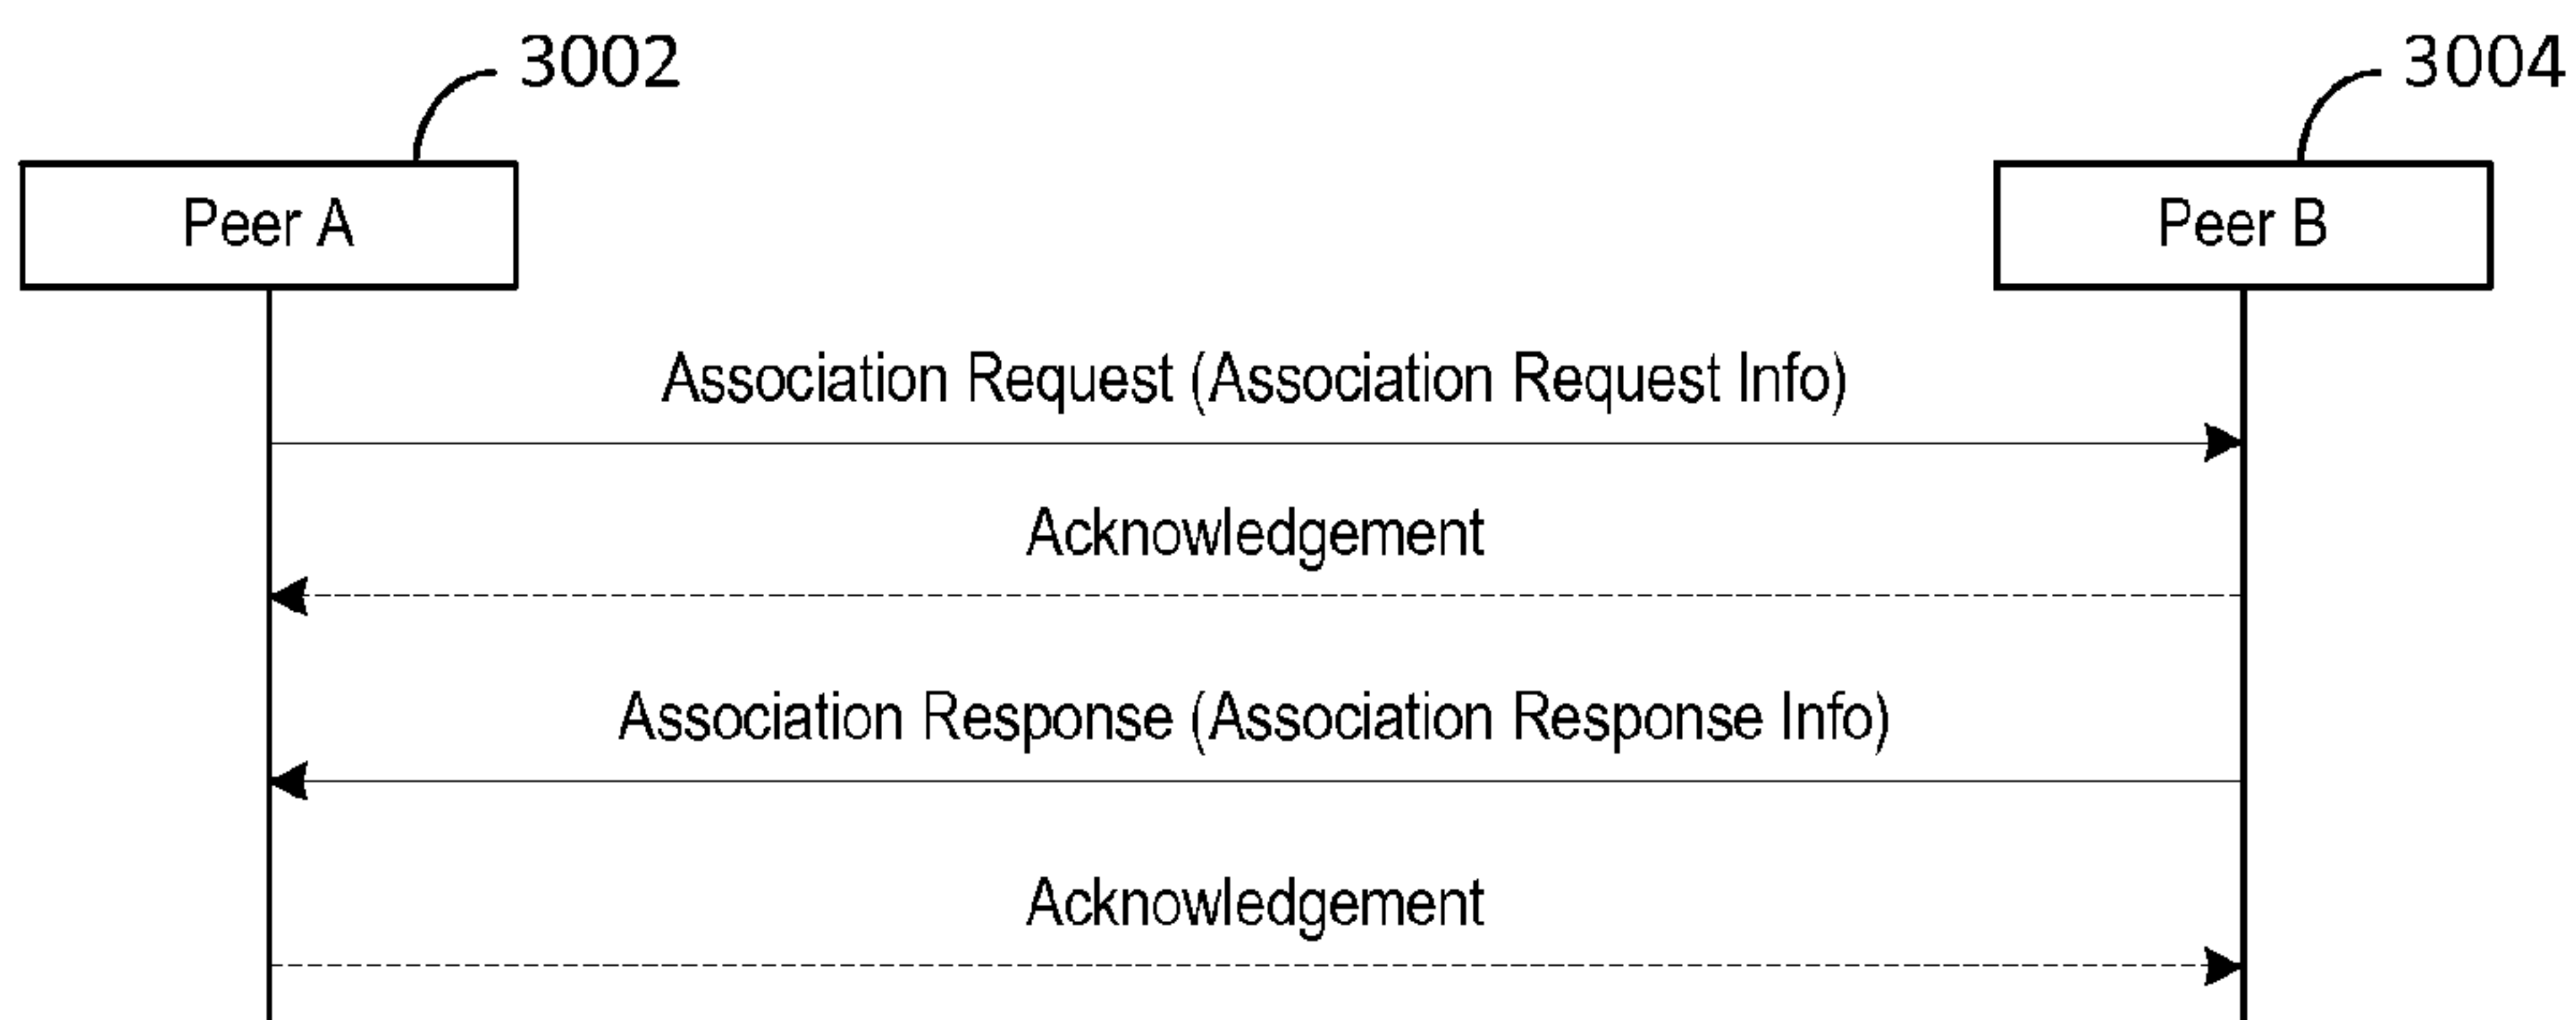 3002
3004
Peer A
Peer B
Association Request (Association Request Info)
Acknowledgement
Association Response (Association Response Info)
Acknowledgement